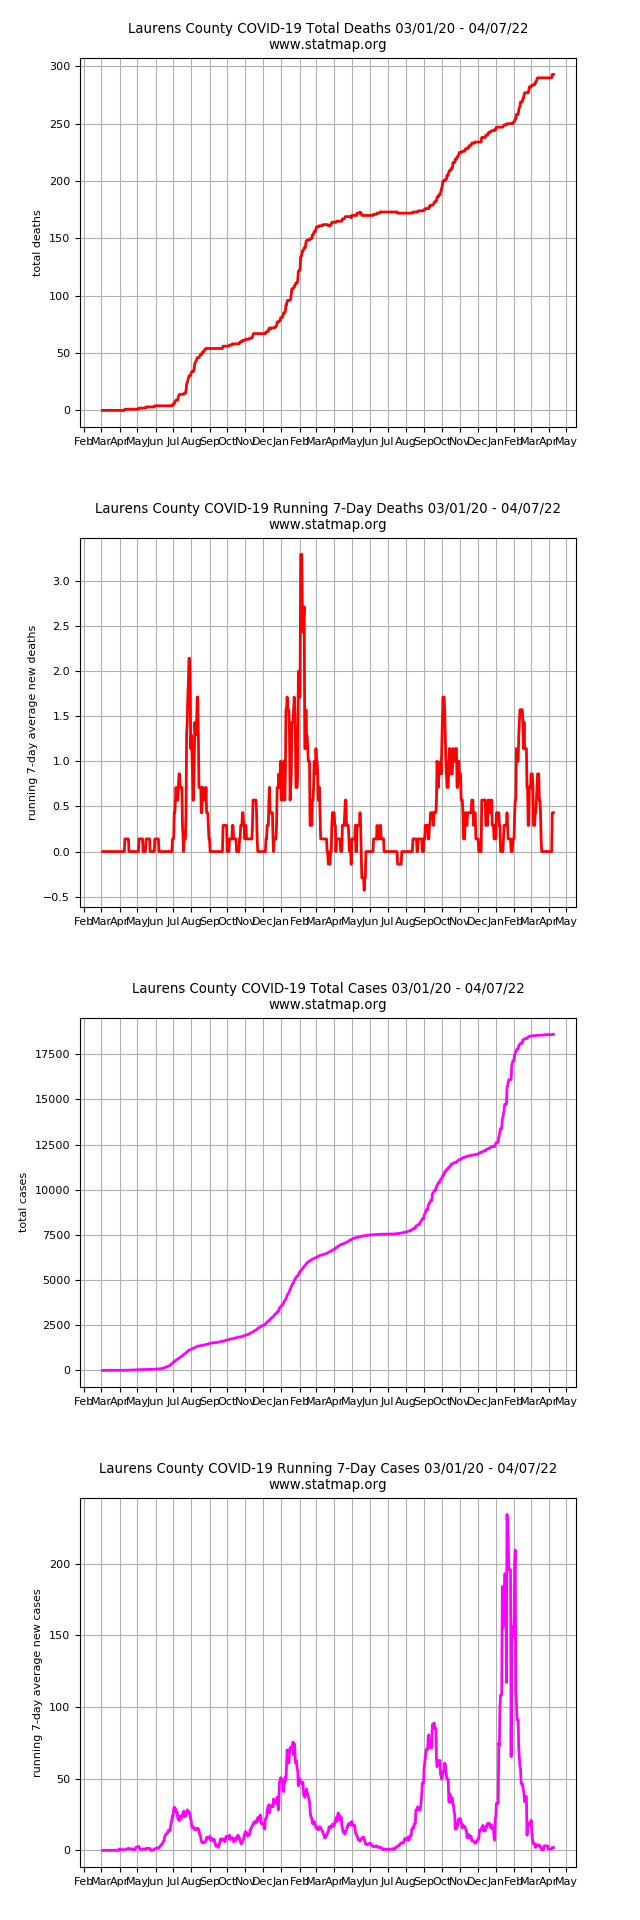 Laurens County COVID-19 Total Deaths 03/01/20 - 04/07/22
www.statmap.org
300
250
200
150
100
50
0
total deaths
Feb Mar Apr May Jun Jul Aug Sep Oct Nov Dec Jan Feb Mar Apr May Jun Jul Aug Sep Oct Nov Dec Jan Feb Mar Apr May
Laurens County COVID-19 Running 7-Day Deaths 03/01/20 - 04/07/22
www.statmap.org
3.0
2.5
2.0
1.5
1.0
0.5
0.0
−0.5
running 7-day average new deaths
Feb Mar Apr May Jun Jul Aug Sep Oct Nov Dec Jan Feb Mar Apr May Jun Jul Aug Sep Oct Nov Dec Jan Feb Mar Apr May
Laurens County COVID-19 Total Cases 03/01/20 - 04/07/22
www.statmap.org
17500
15000
12500
10000
7500
5000
2500
0
total cases
Feb Mar Apr May Jun Jul Aug Sep Oct Nov Dec Jan Feb Mar Apr May Jun Jul Aug Sep Oct Nov Dec Jan Feb Mar Apr May
Laurens County COVID-19 Running 7-Day Cases 03/01/20 - 04/07/22
www.statmap.org
200
150
100
50
0
running 7-day average new cases
Feb Mar Apr May Jun Jul Aug Sep Oct Nov Dec Jan Feb Mar Apr May Jun Jul Aug Sep Oct Nov Dec Jan Feb Mar Apr May